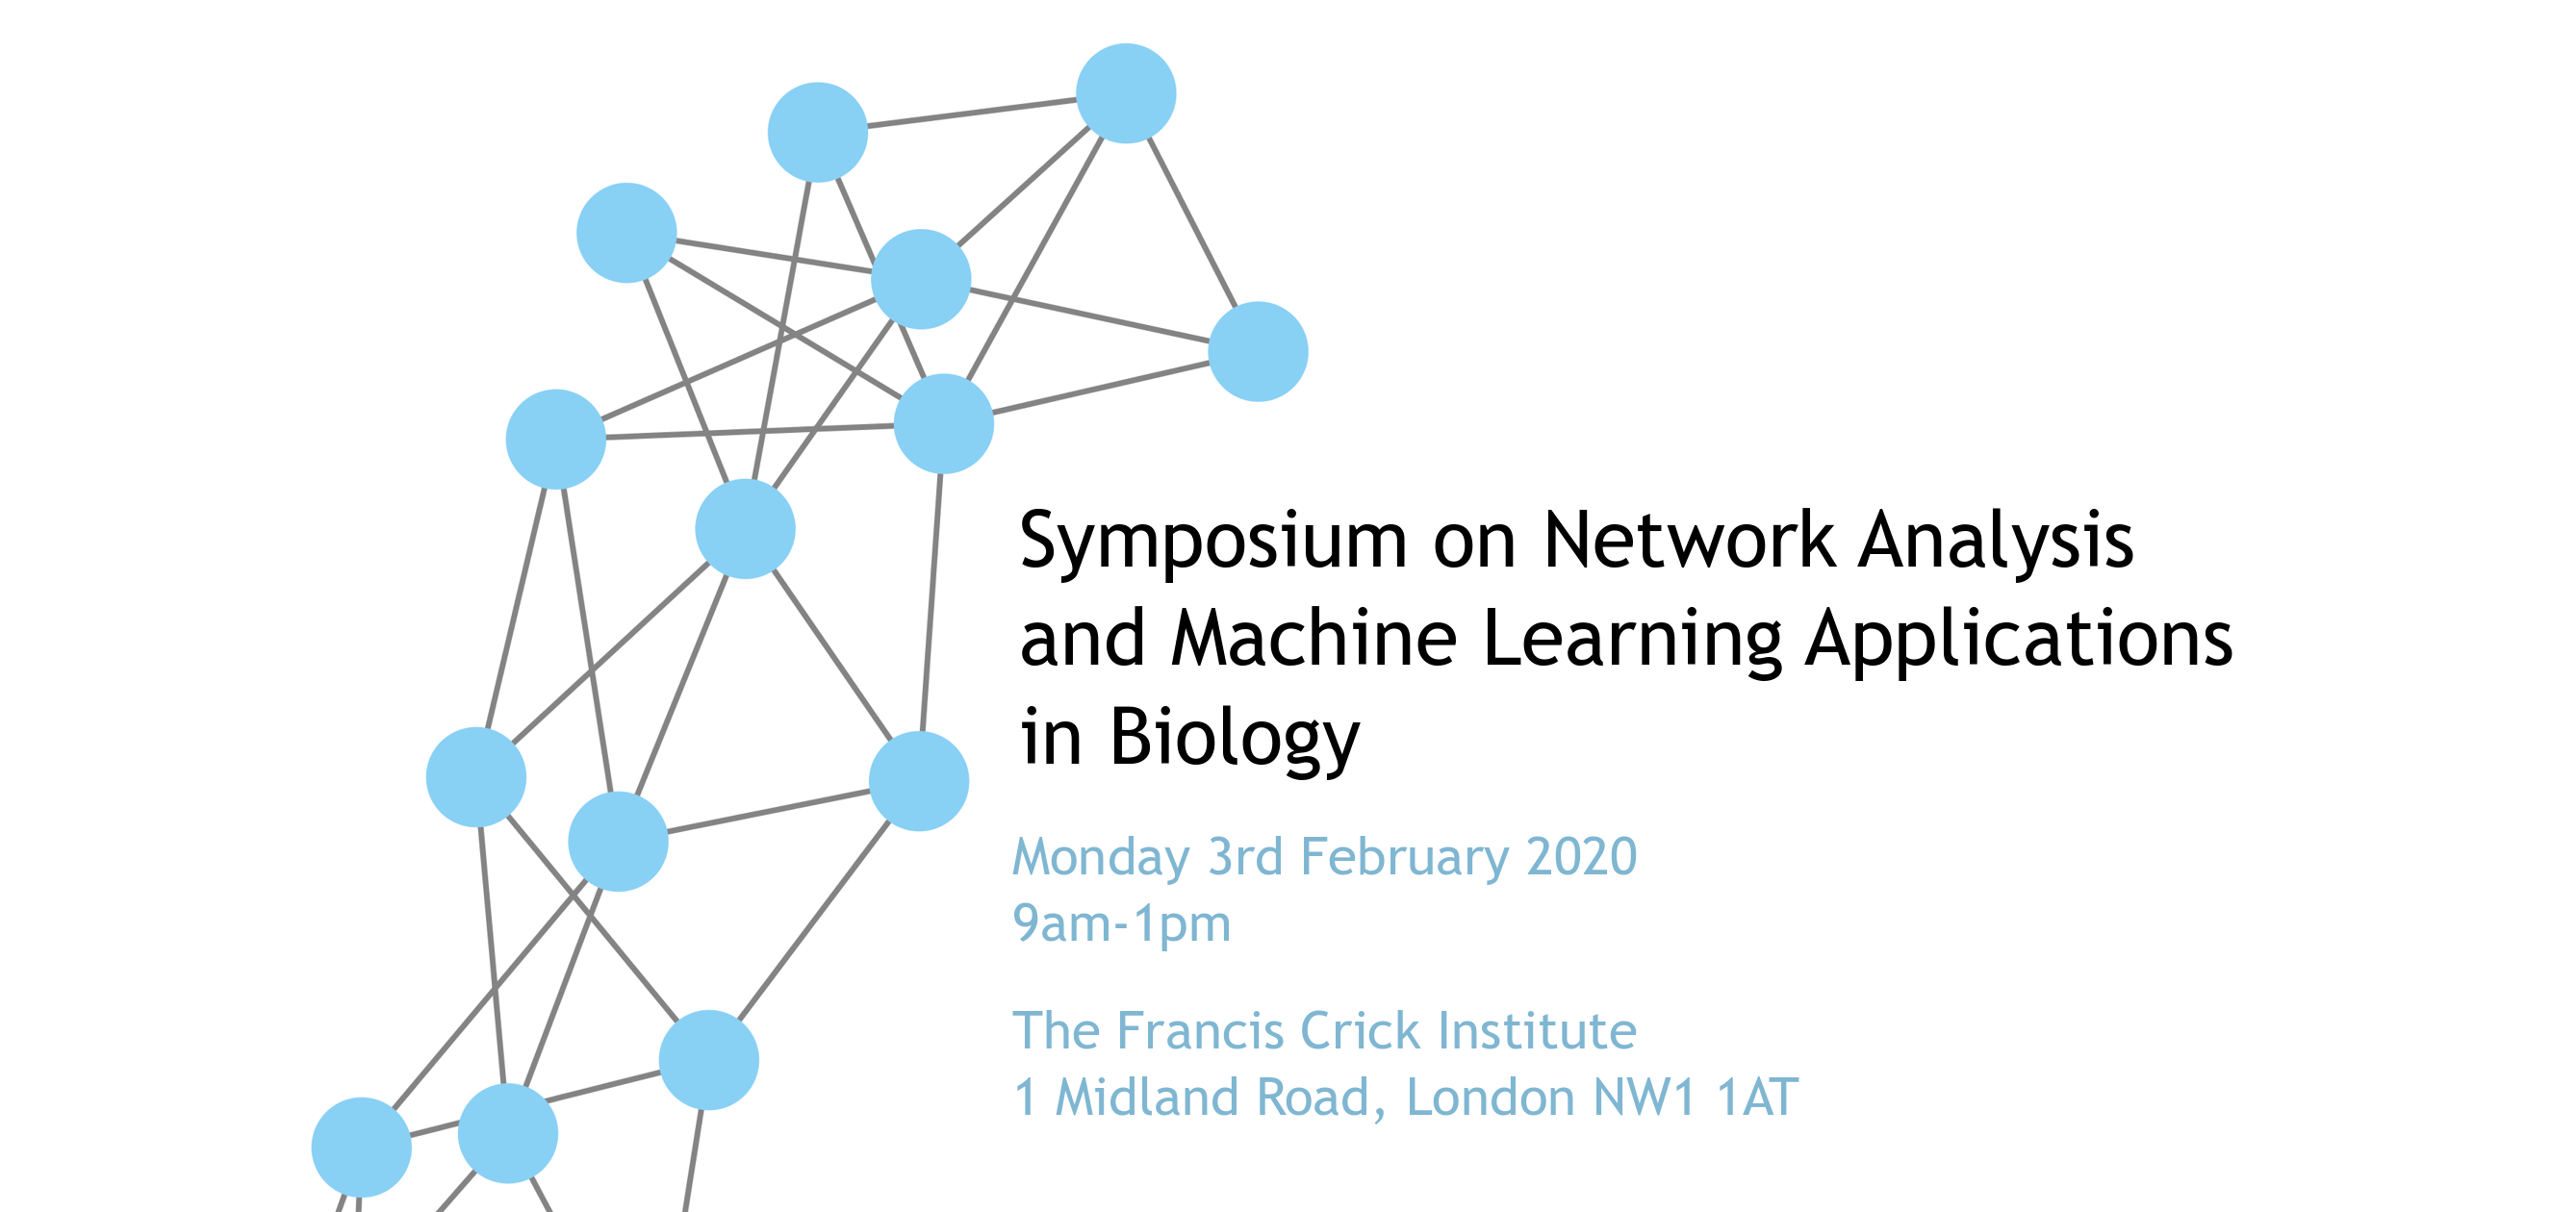 Symposium on Network Analysis
and Machine Learning Applications
in Biology
Monday 3rd February 2020
9am-1pm
The Francis Crick Institute
1 Midland Road, London NW1 1AT